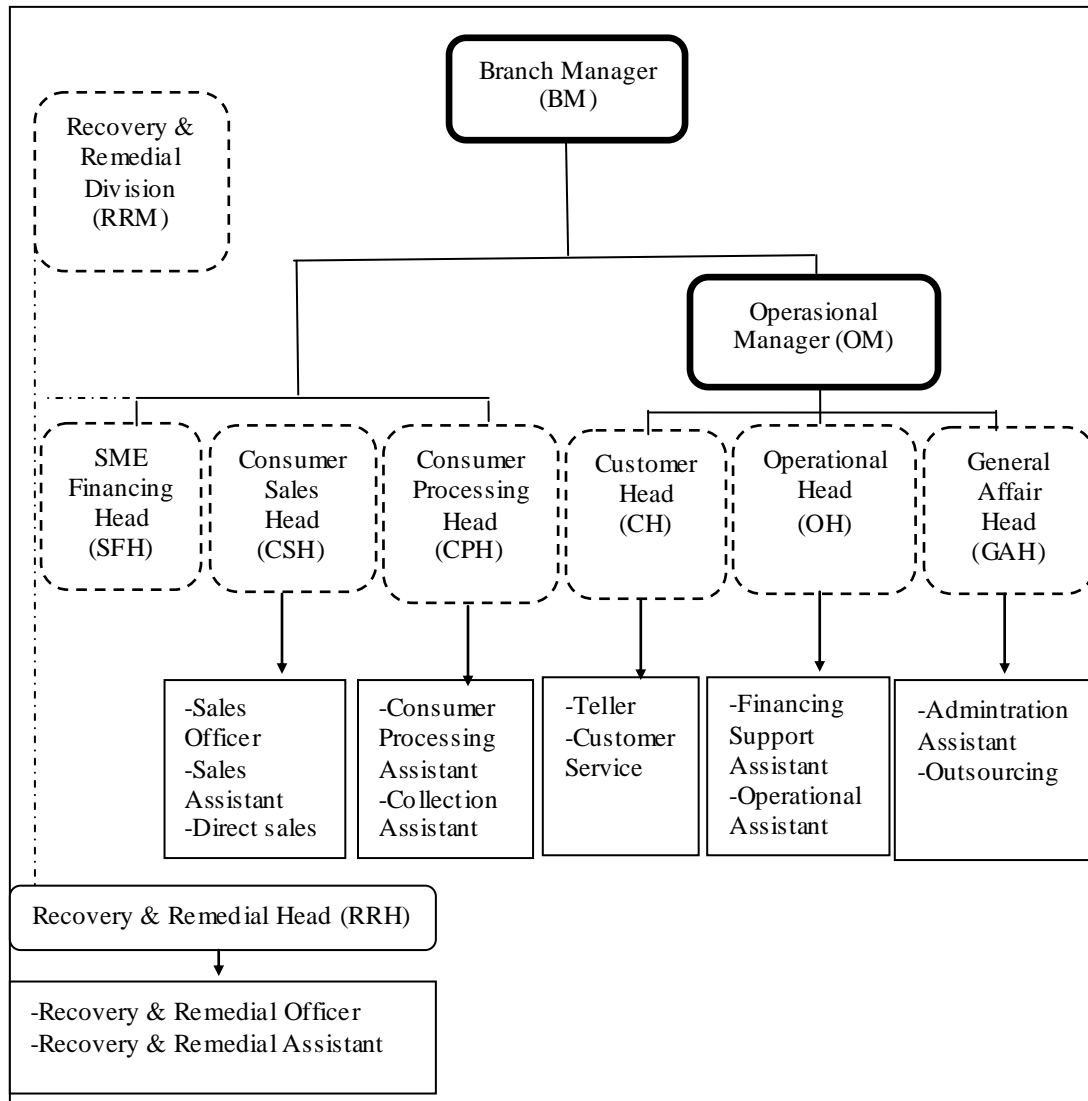 Branch Manager
(BM)
Recovery &
Remedial
Division
(RRM)
Operasional
Manager (OM)
SME
Financing
Head
(SFH)
Consumer
Sales
Head
(CSH)
Consumer
Processing
Head
(CPH)
Customer
Head
(CH)
Operational
Head
(OH)
General
Affair
Head
(GAH)
-Sales
Officer
-Sales
Assistant
-Direct sales
-Consumer
Processing
Assistant
-Collection
Assistant
-Teller
-Customer
Service
-Financing
Support
Assistant
-Operational
Assistant
-Admintration
Assistant
-Outsourcing
Recovery & Remedial Head (RRH)
-Recovery & Remedial Officer
-Recovery & Remedial Assistant